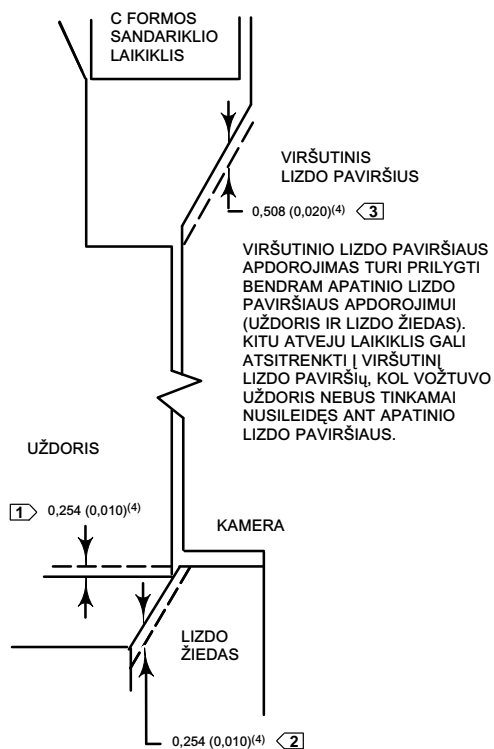 C FORMOS
SANDARIKLIO
LAIKIKLIS
VIRŠUTINIS
LIZDO PAVIRŠIUS
0,508 (0,020)(4) 3
VIRŠUTINIO LIZDO PAVIRŠIAUS
APDOROJIMAS TURI PRILYGTI
BENDRAM APATINIO LIZDO
PAVIRŠIAUS APDOROJIMUI
(UŽDORIS IR LIZDO ŽIEDAS).
KITU ATVEJU LAIKIKLIS GALI
ATSITRENKTI Į VIRŠUTINĮ
LIZDO PAVIRŠIų, KOL VOŽTUVO
UŽDORIS NEBUS TINKAMAI
NUSILEIDĘS ANT APATINIO
LIZDO PAVIRŠIAUS.
UŽDORIS
1 0,254 (0,010)(4)
KAMERA
LIZDO
ŽIEDAS
0,254 (0,010)(4) 2